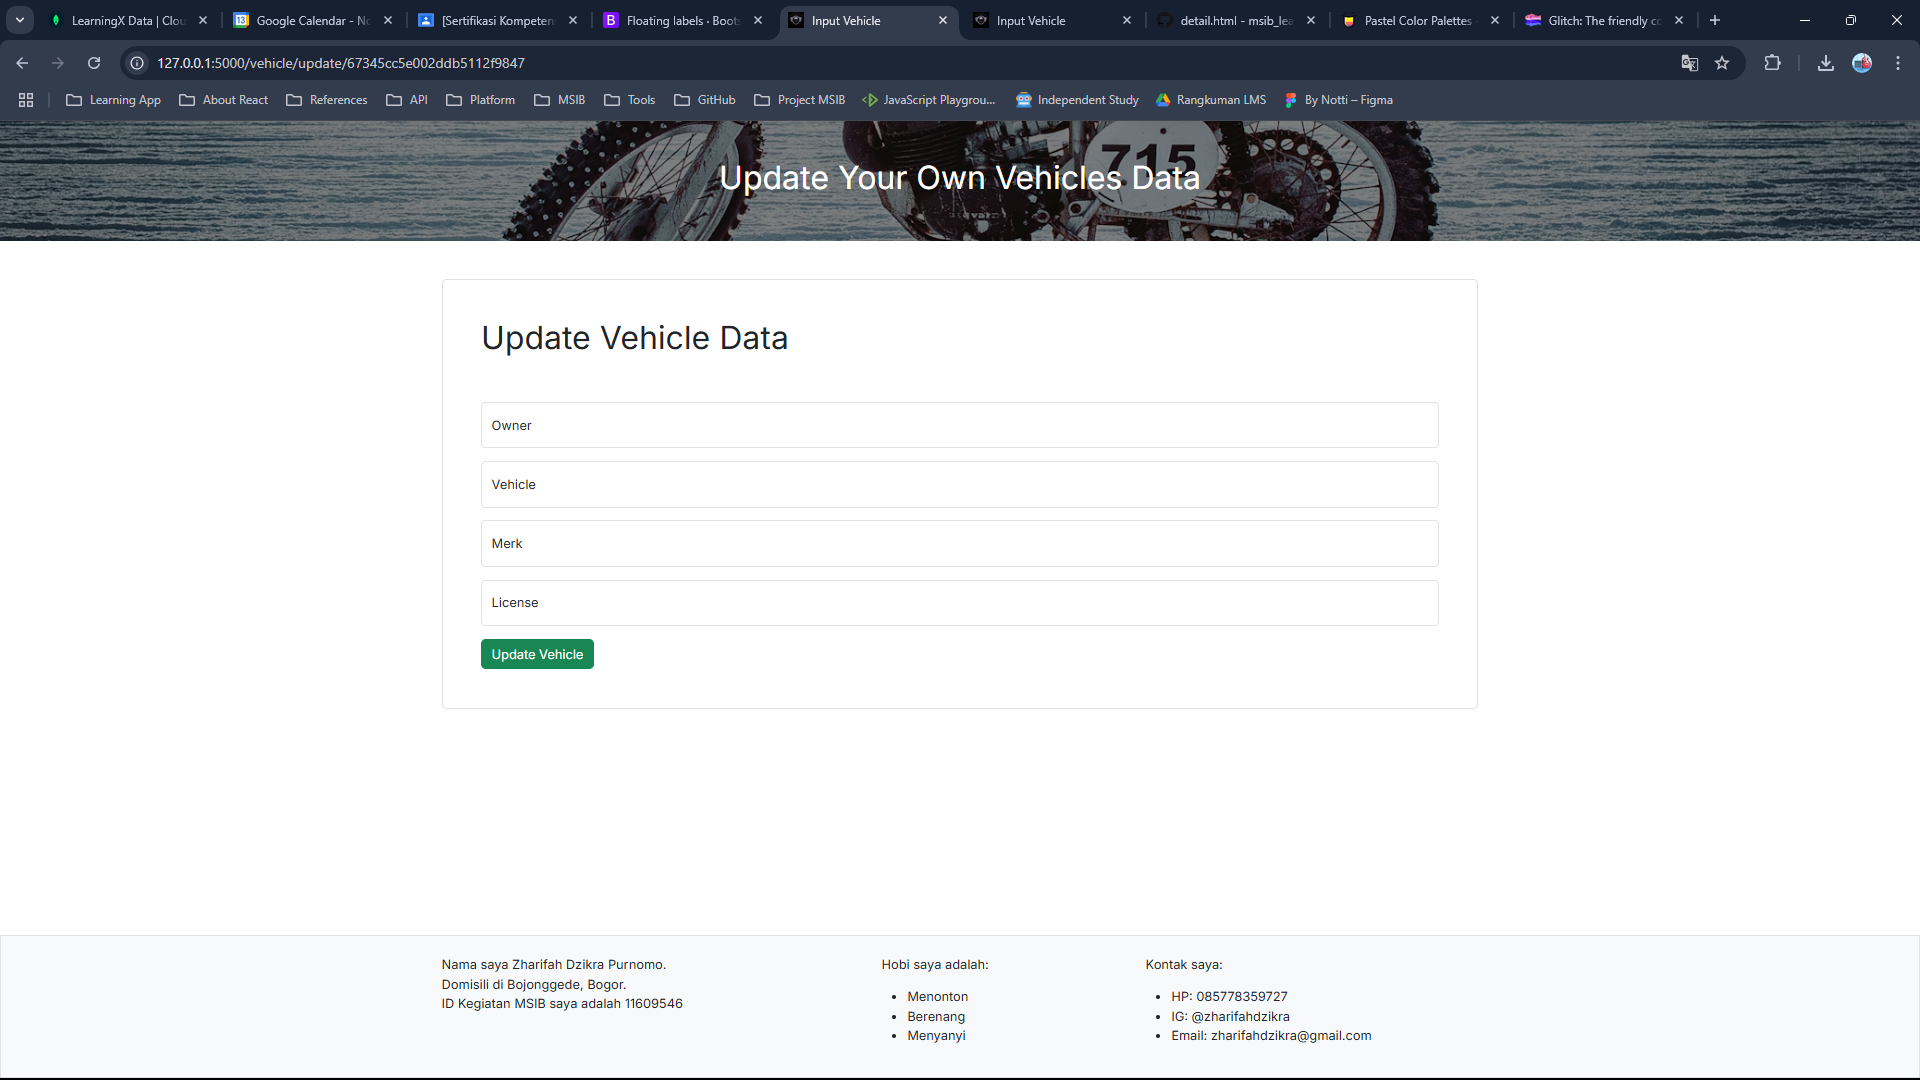 LearningX Data | Clou
Google Calendar - No
[Sertifikasi Kompeten
Floating labels · Boots
Input Vehicle
Input Vehicle
detail.html - msib_lea
Pastel Color Palettes
Glitch: The friendly co
127.0.0.1:5000/vehicle/update/67345cc5e002ddb5112f9847
Learning App
About React
References
API
Platform
MSIB
Tools
GitHub
Project MSIB
JavaScript Playgrou...
Independent Study
Rangkuman LMS
By Notti – Figma
715
Update Your Own Vehicles Data
Update Vehicle Data
Owner
Vehicle
Merk
License
Update Vehicle
Nama saya Zharifah Dzikra Purnomo.
Domisili di Bojonggede, Bogor.
ID Kegiatan MSIB saya adalah 11609546
Hobi saya adalah:
Menonton
Berenang
Menyanyi
Kontak saya:
HP: 085778359727
IG: @zharifahdzikra
Email: zharifahdzikra@gmail.com